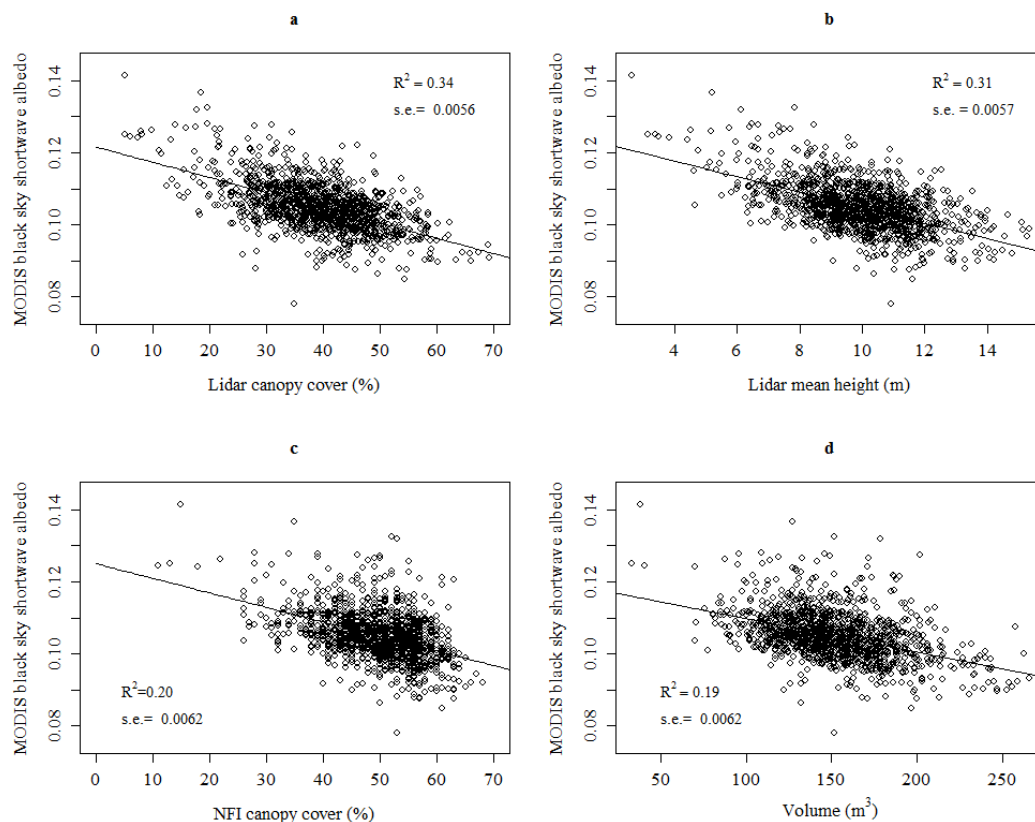 a
R² = 0.34
s.e.= 0.0056
MODIS black sky shortwave albedo
0.08 0.10 0.12 0.14
0 10 20 30 40 50 60 70
Lidar canopy cover (%)
b
R² = 0.31
s.e. = 0.0057
MODIS black sky shortwave albedo
0.08 0.10 0.12 0.14
4 6 8 10 12 14
Lidar mean height (m)
c
R²=0.20
s.e.= 0.0062
MODIS black sky shortwave albedo
0.08 0.10 0.12 0.14
0 10 20 30 40 50 60 70
NFI canopy cover (%)
d
R² = 0.19
s.e.= 0.0062
MODIS black sky shortwave albedo
0.08 0.10 0.12 0.14
50 100 150 200 250
Volume (m³)